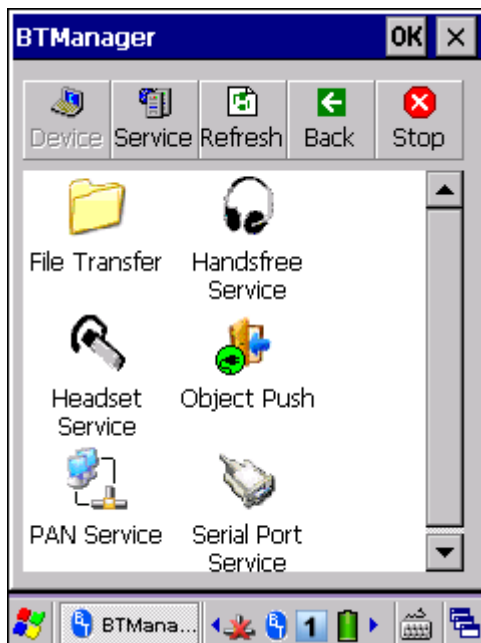 BTManager OK ×
Device Service Refresh Back Stop
File Transfer Handsfree Service
Headset Service Object Push
PAN Service Serial Port Service
BTMana... 1